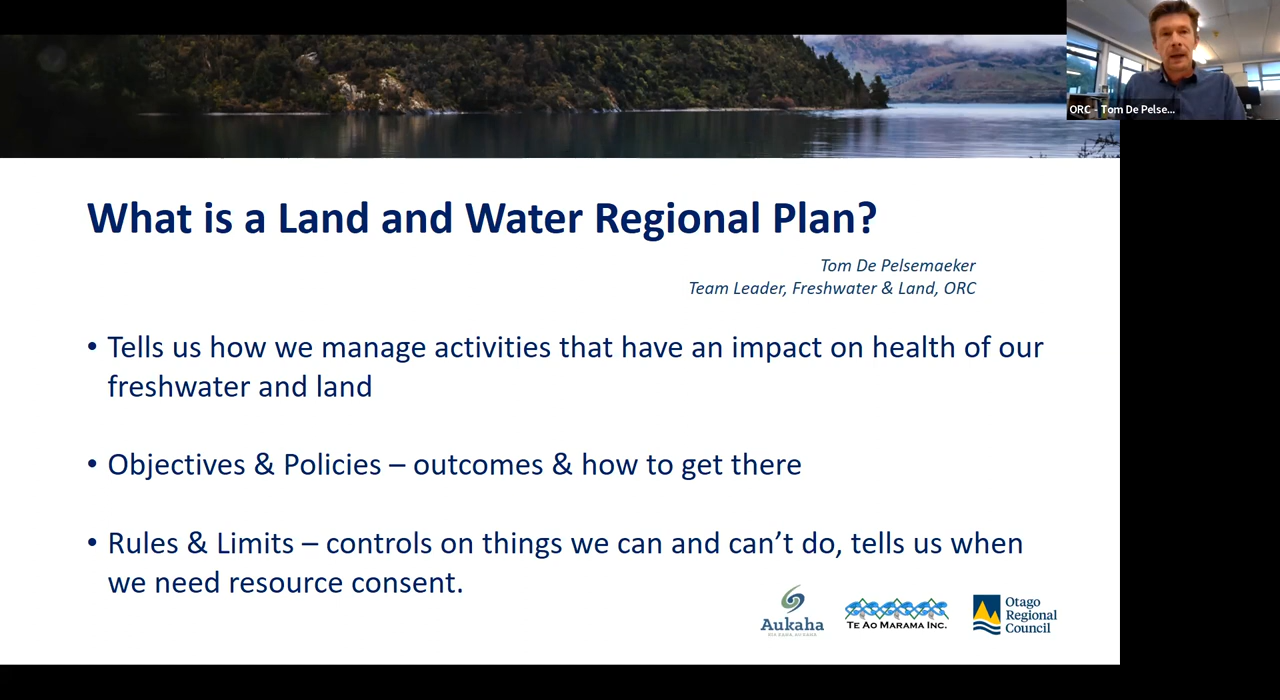 ORC - Tom De Pelse...
What is a Land and Water Regional Plan?
Tom De Pelsemaeker
Team Leader, Freshwater & Land, ORC
• Tells us how we manage activities that have an impact on health of our
freshwater and land
• Objectives & Policies – outcomes & how to get there
• Rules & Limits – controls on things we can and can’t do, tells us when
we need resource consent.
Aukaha
TE AO MARAMA INC.
Otago
Regional
Council